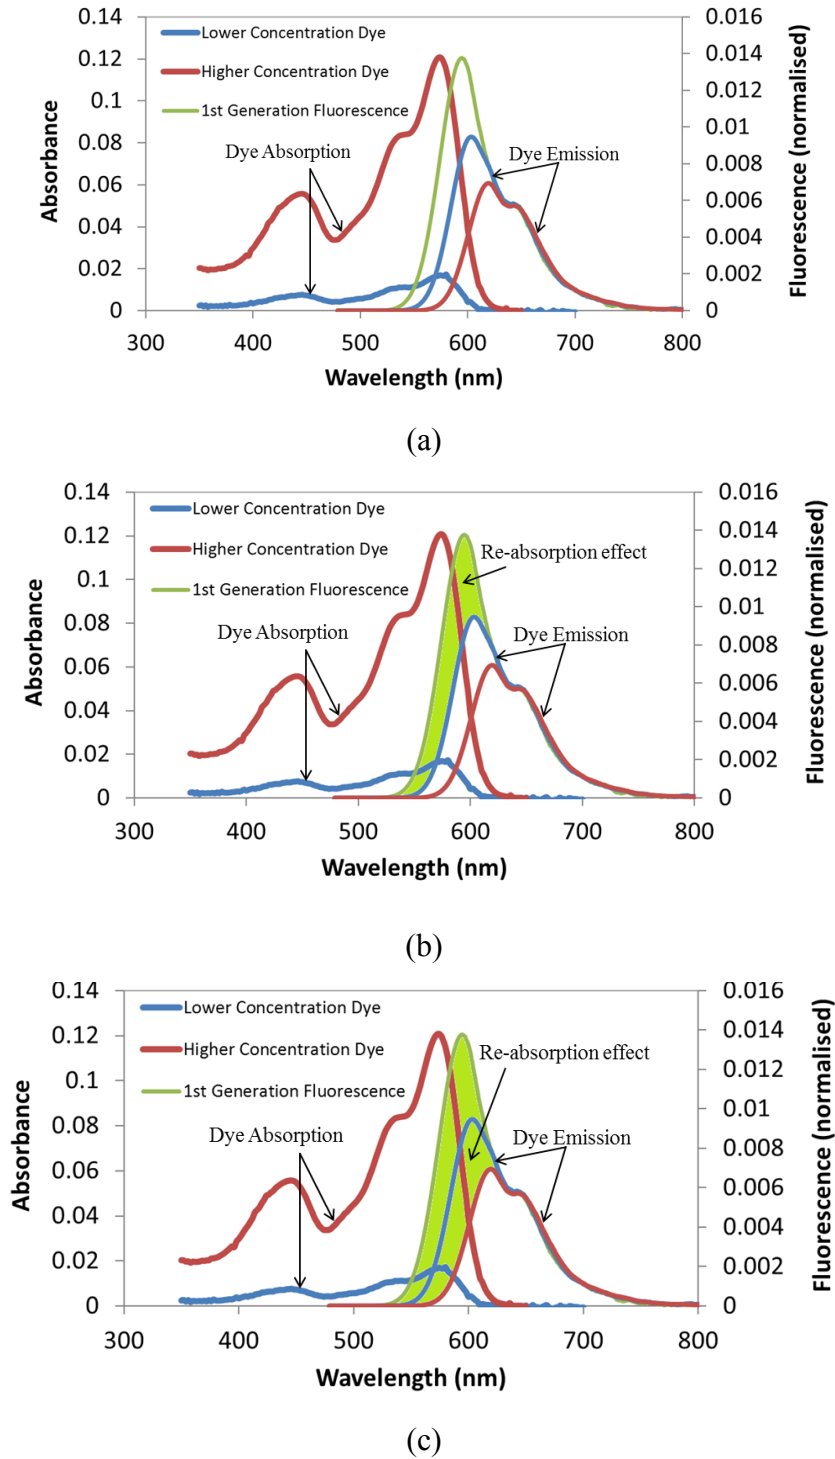 0.14
0.12
0.1
0.08
0.06
0.04
0.02
0
Absorbance
Lower Concentration Dye
Higher Concentration Dye
1st Generation Fluorescence
Dye Absorption
Dye Emission
0.016
0.014
0.012
0.01
0.008
0.006
0.004
0.002
0
Fluorescence (normalised)
300 400 500 600 700 800
Wavelength (nm)
(a)
0.14
0.12
0.1
0.08
0.06
0.04
0.02
0
Absorbance
Lower Concentration Dye
Higher Concentration Dye
1st Generation Fluorescence
Re-absorption effect
Dye Absorption
Dye Emission
0.016
0.014
0.012
0.01
0.008
0.006
0.004
0.002
0
Fluorescence (normalised)
300 400 500 600 700 800
Wavelength (nm)
(b)
0.14
0.12
0.1
0.08
0.06
0.04
0.02
0
Absorbance
Lower Concentration Dye
Higher Concentration Dye
1st Generation Fluorescence
Re-absorption effect
Dye Absorption
Dye Emission
0.016
0.014
0.012
0.01
0.008
0.006
0.004
0.002
0
Fluorescence (normalised)
300 400 500 600 700 800
Wavelength (nm)
(c)